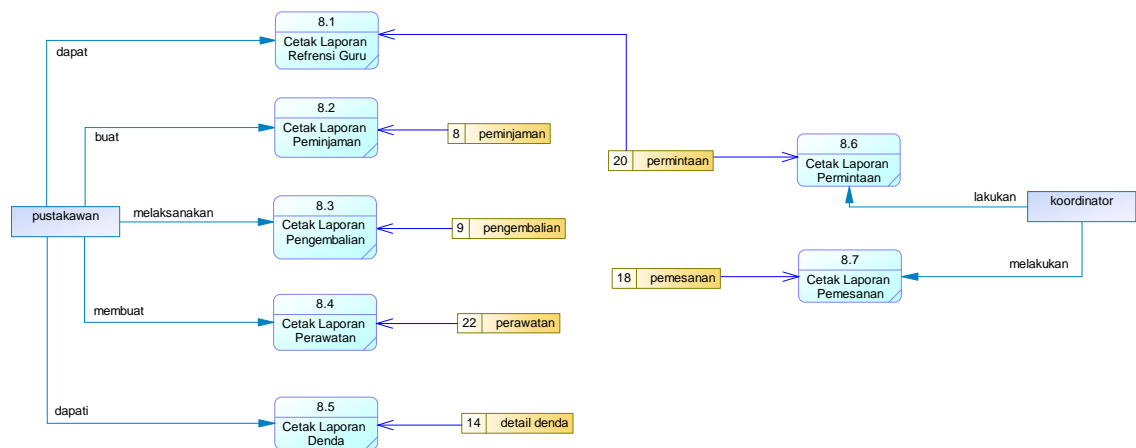 8.1
Cetak Laporan
Refrensi Guru
dapat
8.2
Cetak Laporan
Peminjaman
buat
8 peminjaman
20 permintaan
8.6
Cetak Laporan
Permintaan
pustakawan
melaksanakan
8.3
Cetak Laporan
Pengembalian
9 pengembalian
lakukan
koordinator
18 pemesanan
8.7
Cetak Laporan
Pemesanan
melakukan
membuat
8.4
Cetak Laporan
Perawatan
22 perawatan
dapati
8.5
Cetak Laporan
Denda
14 detail denda